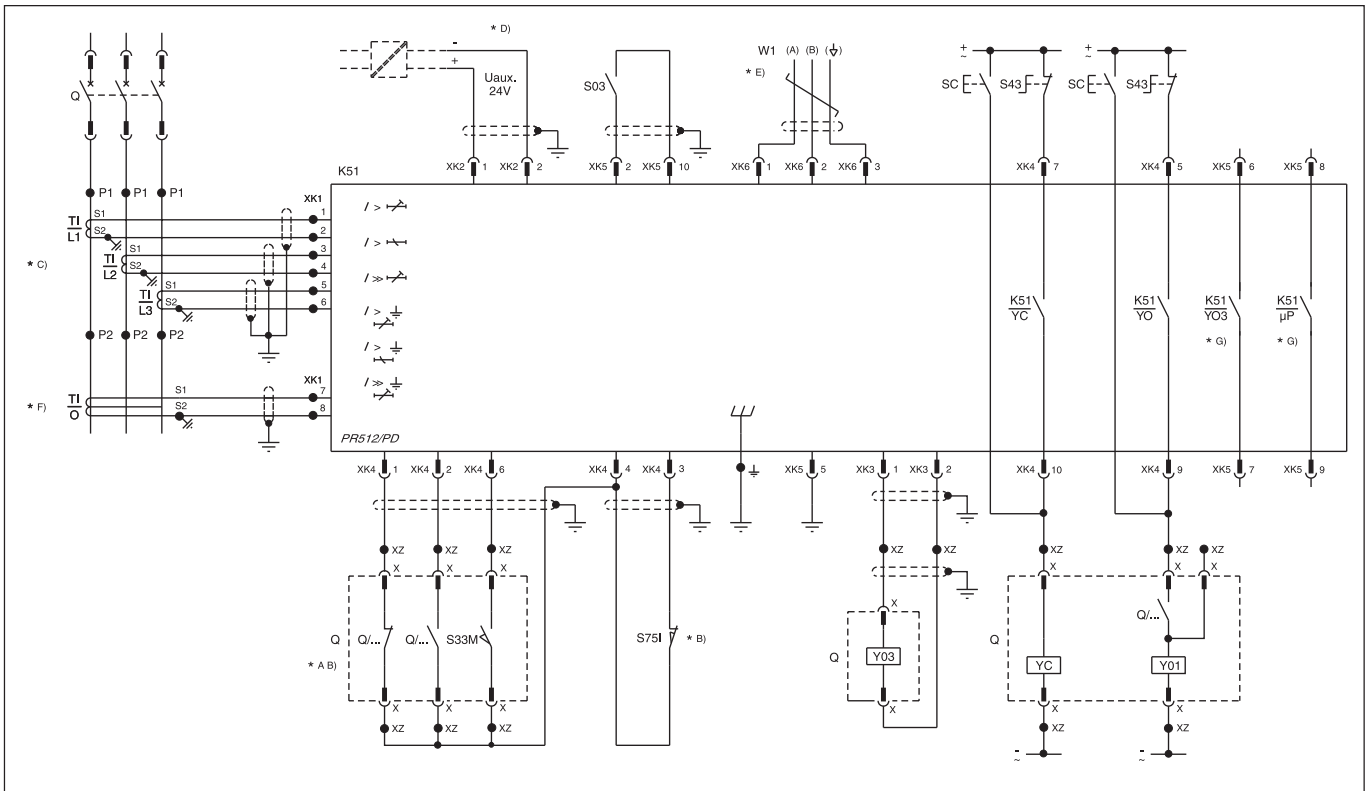 * D)
-
+
Uaux.
24V
S03
W1 (A) (B)
* E)
+
~
SC S43
+
~
SC S43
Q
K51
XK2 1 XK2 2 XK5 2 XK5 10 XK6 1 XK6 2 XK6 3 XK4 7 XK4 5 XK5 6 XK5 8
P1 P1 P1
XK1
TI
L1
S1 1
S2 2
* C)
TI
L2
S1 3
S2 4
TI
L3
S1 5
S2 6
P2 P2 P2
I >
I >
I >>
I >
I >
I >>
K51
YC
K51
YO
K51
YO3
* G)
K51
µP
* G)
* F)
TI
O
XK1
S1 7
S2 8
PR512/PD
XK4 1 XK4 2 XK4 6 XK4 4 XK4 3 XK5 5 XK3 1 XK3 2 XK4 10 XK4 9 XK5 7 XK5 9
XZ XZ XZ XZ XZ XZ XZ XZ
X X X X X X
Q
* A B)
Q/... Q/... S33M
S75I * B)
X
Q
Y03
X
Q
YC
Q/...
Y01
X X X X X
XZ XZ XZ XZ XZ
-
~
-
~